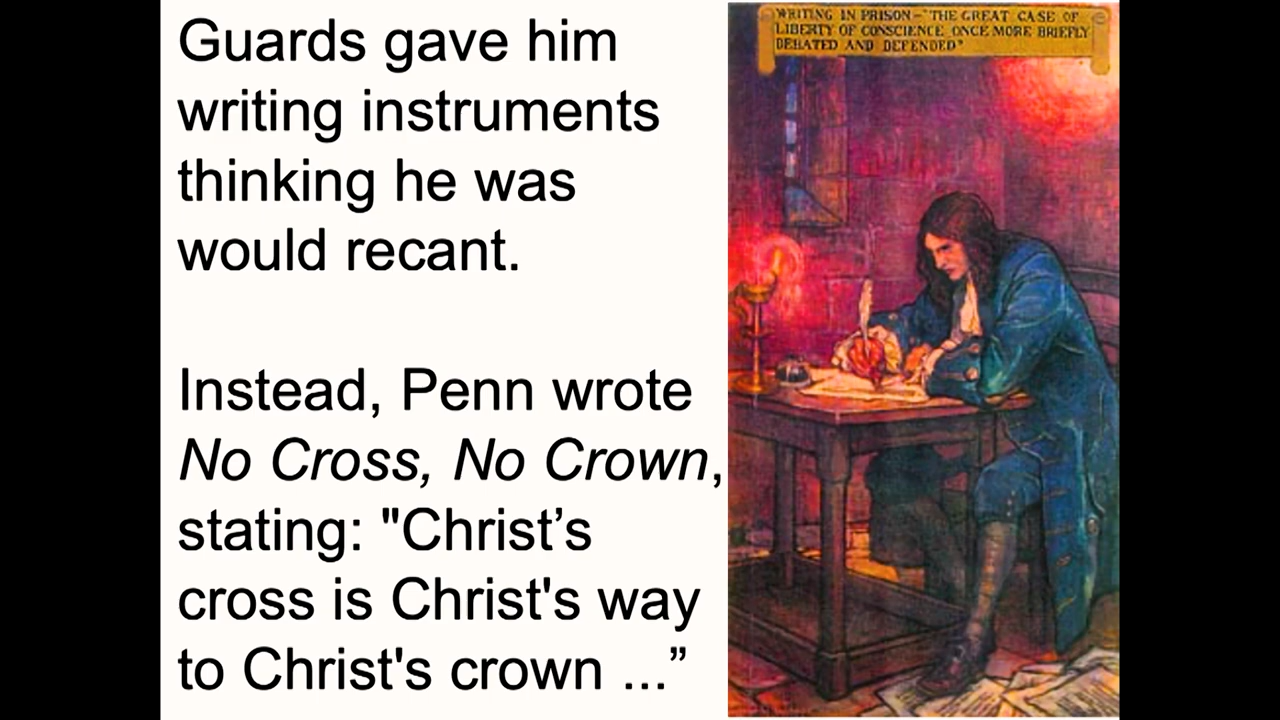 Guards gave him
writing instruments
thinking he was
would recant.
Instead, Penn wrote
No Cross, No Crown,
stating: "Christ’s
cross is Christ's way
to Christ's crown ...”
WRITING IN PRISON–"THE GREAT CASE OF
LIBERTY OF CONSCIENCE ONCE MORE BRIEFLY
DEBATED AND DEFENDED"